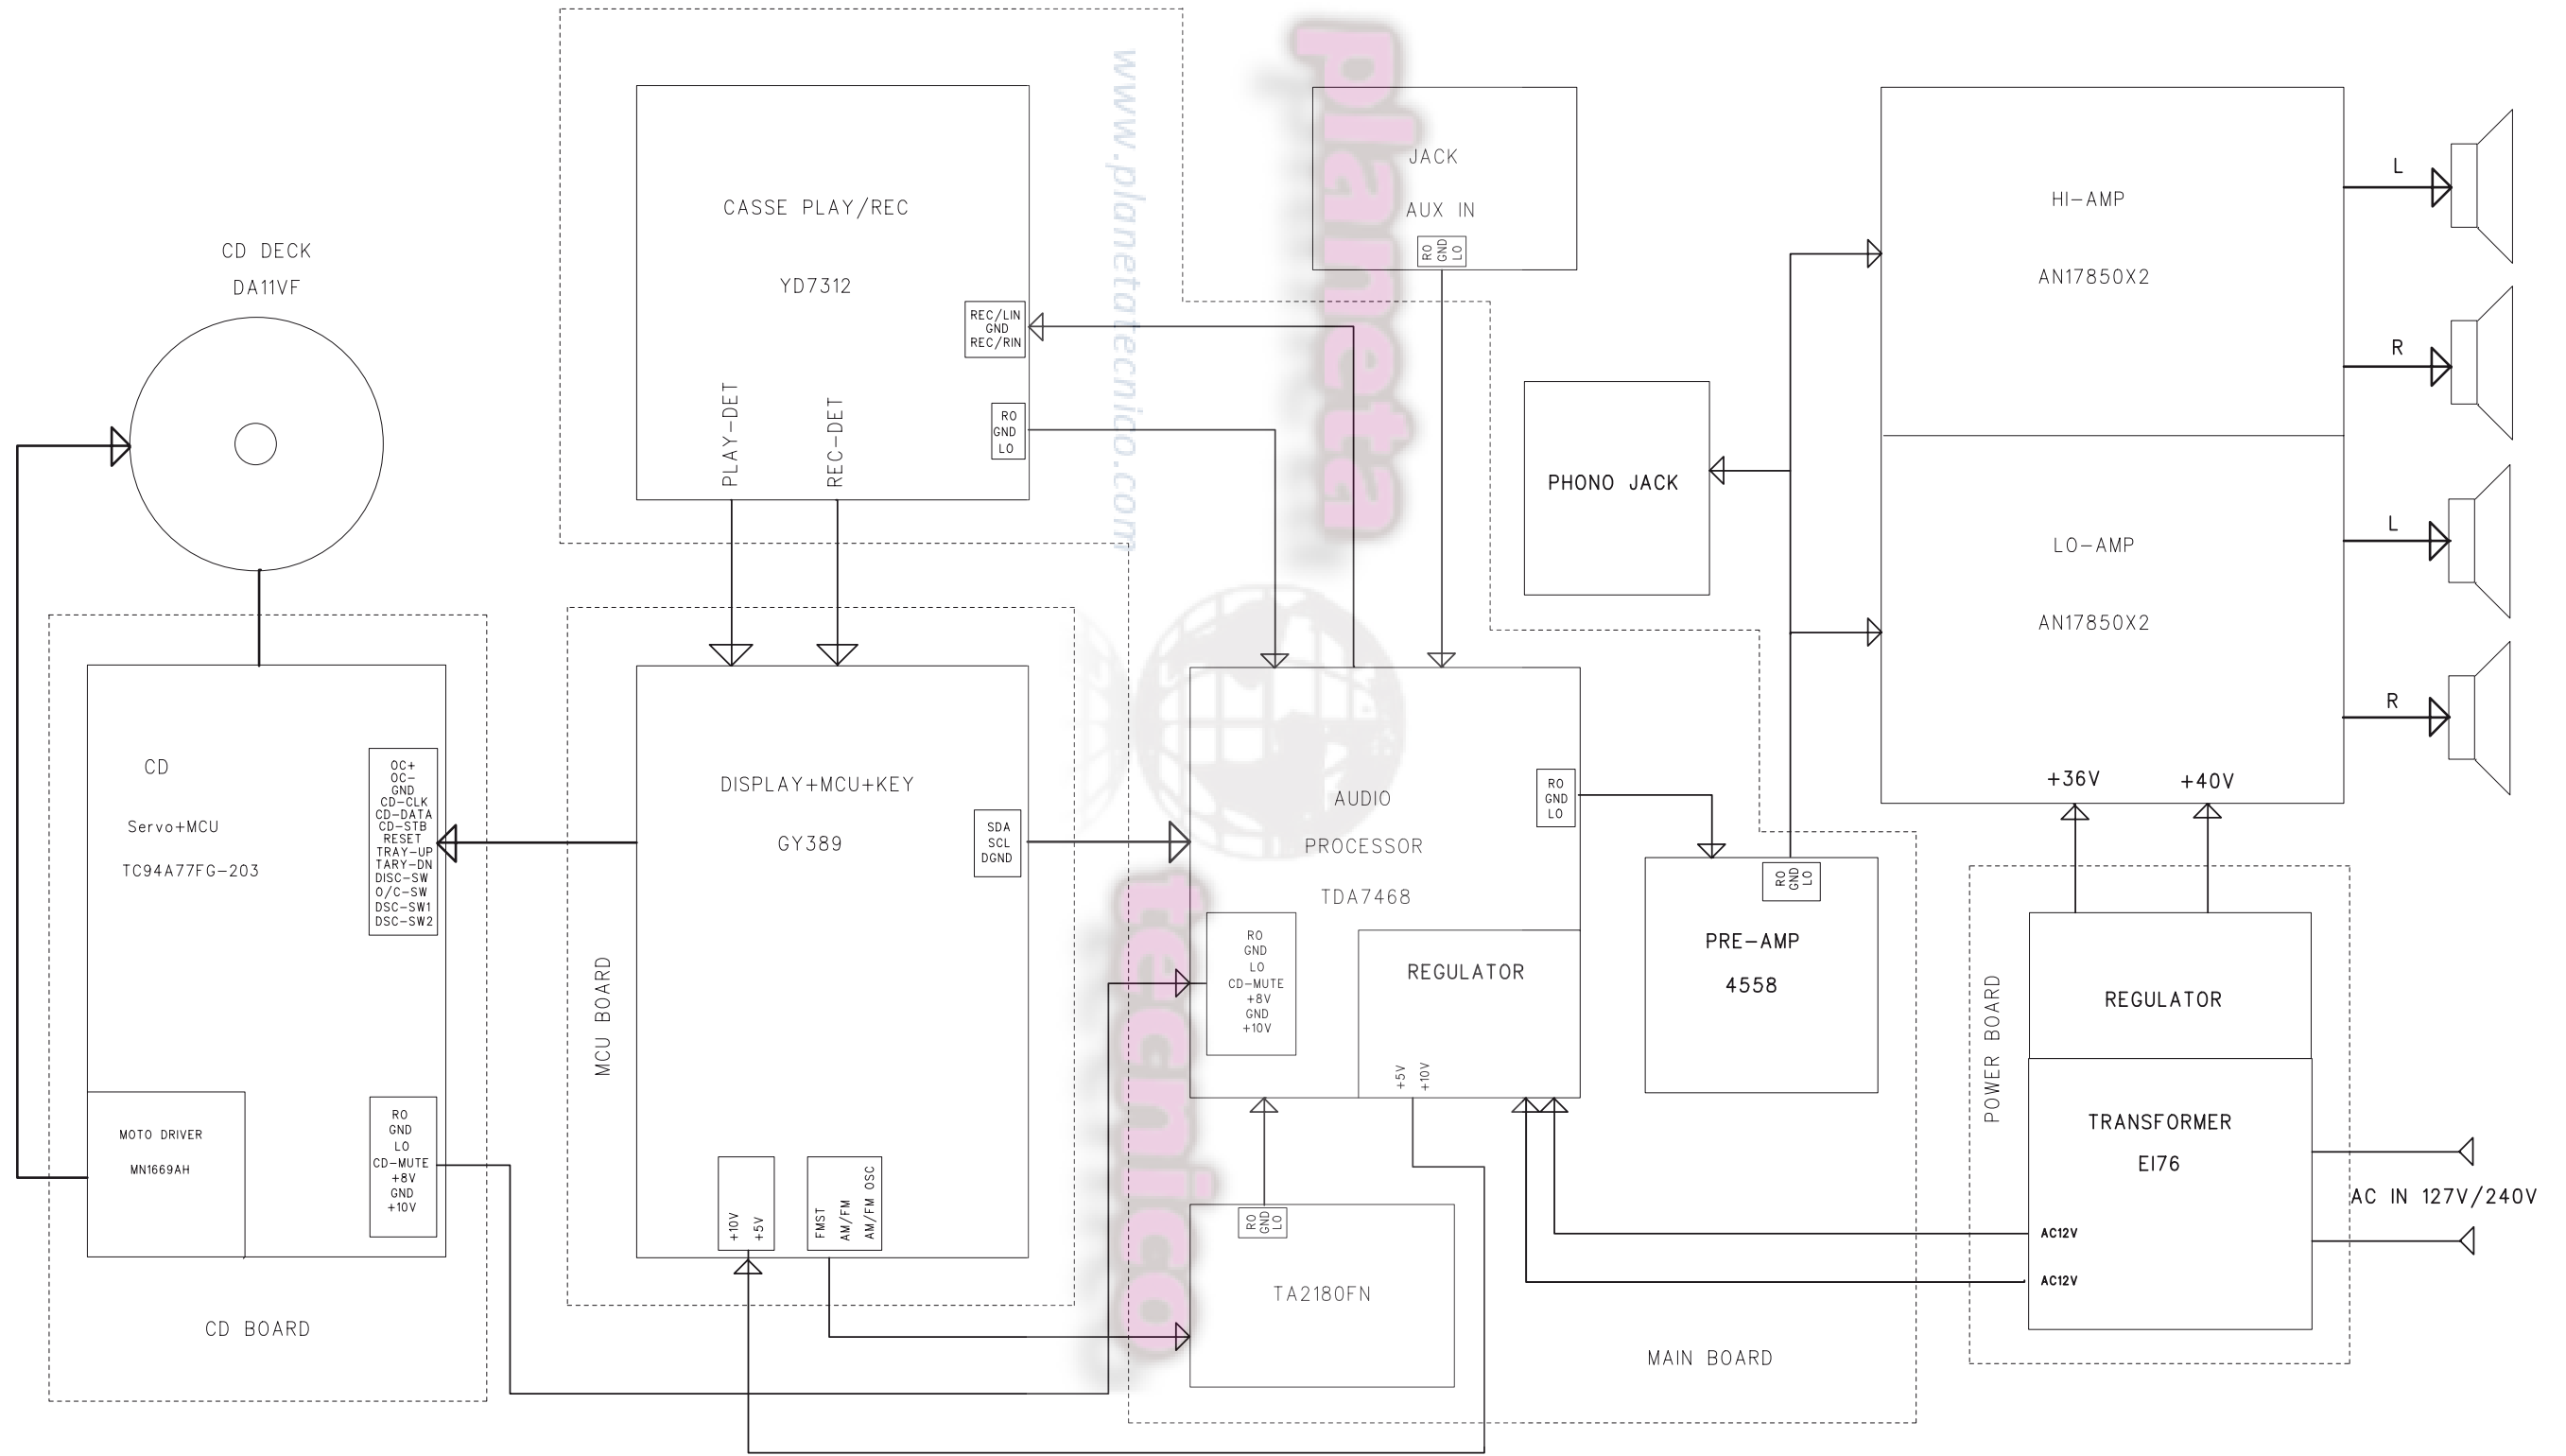 CD DECK
DA11VF
CD
Servo+MCU
TC94A77FG-203
OC+
OC-
GND
CD-CLK
CD-DATA
CD-STB
RESET
TRAY-UP
TARY-DN
DISC-SW
O/C-SW
DSC-SW1
DSC-SW2
MOTO DRIVER
MN1669AH
RO
GND
LO
CD-MUTE
+8V
GND
+10V
CD BOARD
CASSE PLAY/REC
YD7312
REC/LIN
GND
REC/RIN
RO
GND
LO
PLAY-DET
REC-DET
DISPLAY+MCU+KEY
GY389
SDA
SCL
DGND
MCU BOARD
+10V
+5V
FMST
AM/FM
AM/FM OSC
www.planetatecnico.com
planeta
tecnico
JACK
AUX IN
RO
GND
LO
AUDIO
PROCESSOR
TDA7468
RO
GND
LO
RO
GND
LO
CD-MUTE
+8V
GND
+10V
REGULATOR
+5V
+10V
RO
GND
LO
TA2180FN
MAIN BOARD
PHONO JACK
RO
GND
LO
PRE-AMP
4558
HI-AMP
AN17850X2
LO-AMP
AN17850X2
+36V
+40V
L
R
L
R
POWER BOARD
REGULATOR
TRANSFORMER
EI76
AC12V
AC12V
AC IN 127V/240V